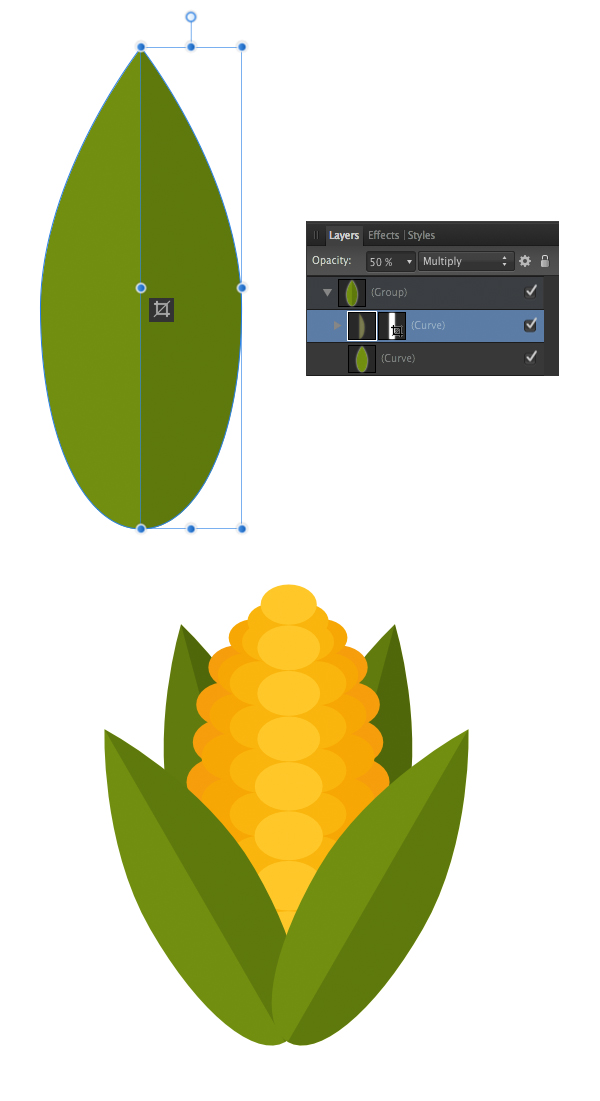 Layers Effects Styles
Opacity: 50 % Multiply
(Group)
(Curve)
(Curve)